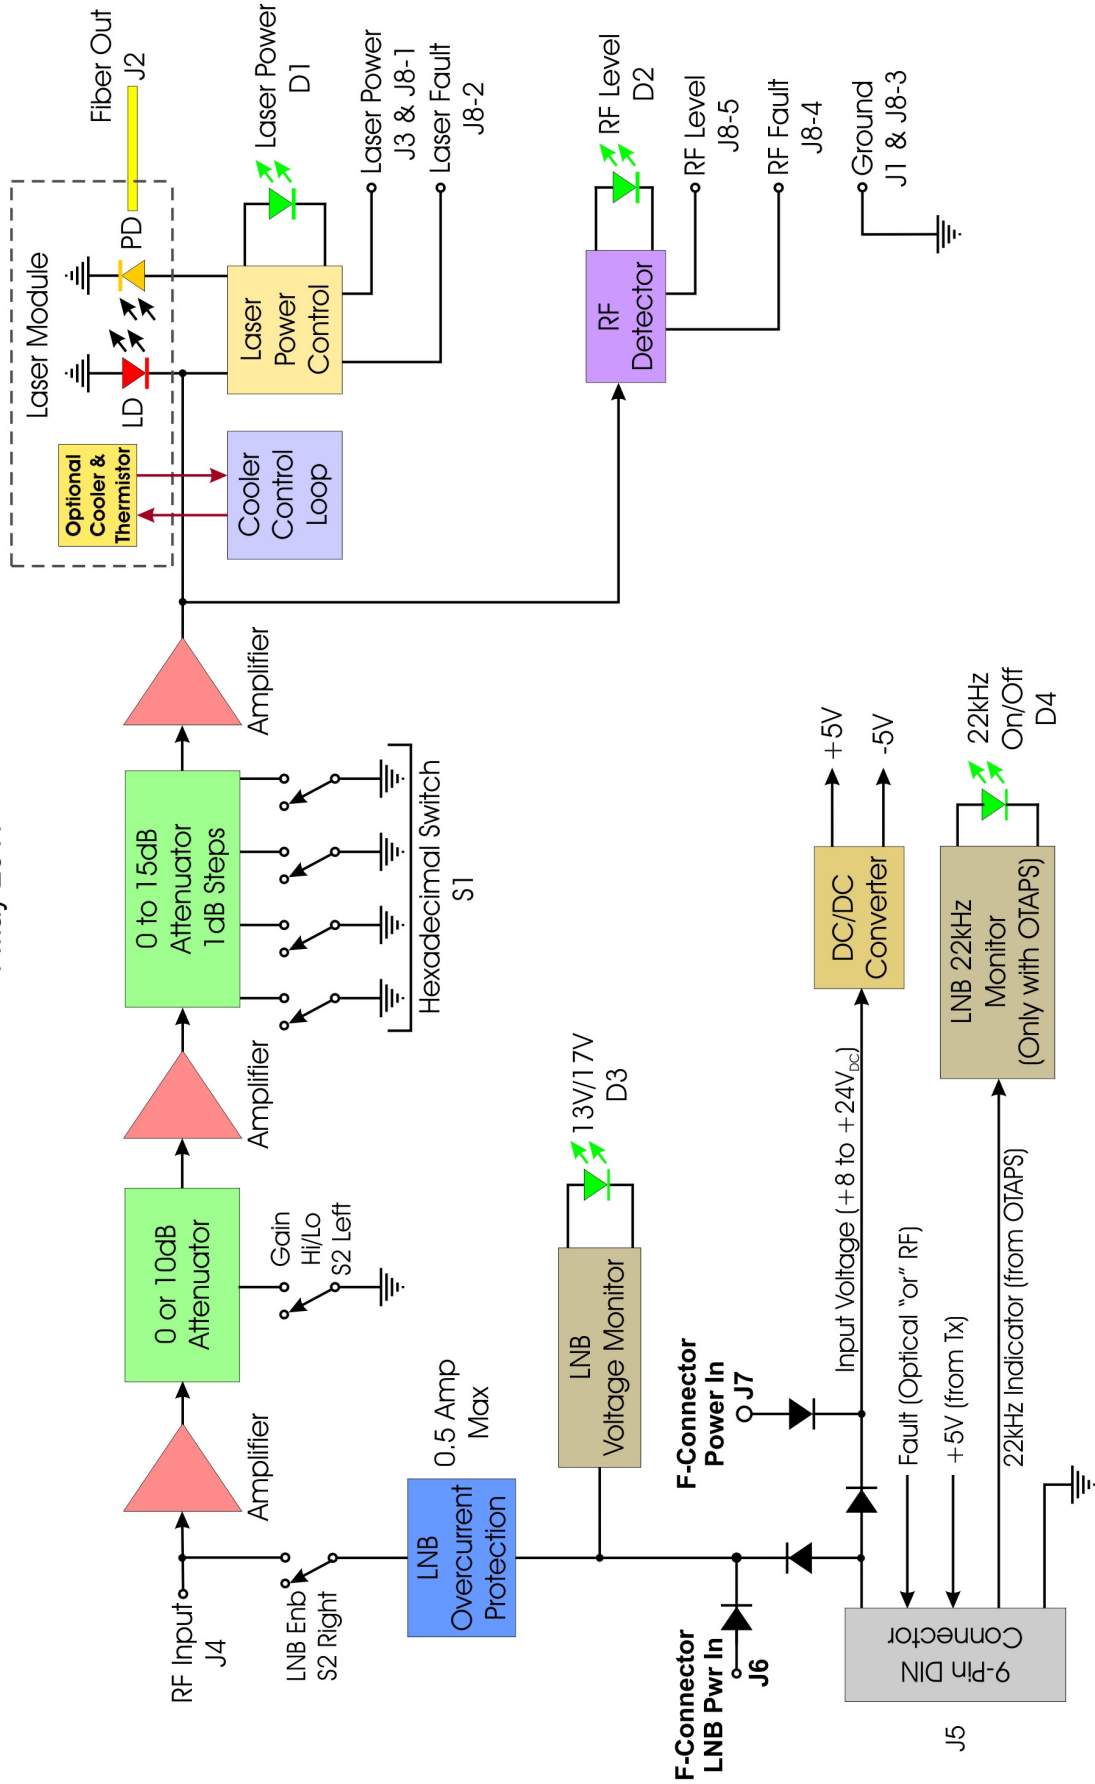 Fiber Out
J2
Laser Module
PD
LD
Optional
Cooler &
Thermistor
Laser Power
D1
Laser
Power
Control
Laser Power
J3 & J8-1
Laser Fault
J8-2
Cooler
Control
Loop
RF Level
D2
RF
Detector
RF Level
J8-5
RF Fault
J8-4
Ground
J1 & J8-3
RF Input
J4
Amplifier
0 or 10dB
Attenuator
Gain
Hi/Lo
S2 Left
Amplifier
0 to 15dB
Attenuator
1dB Steps
Hexadecimal Switch
S1
Amplifier
LNB Enb
S2 Right
LNB
Overcurrent
Protection
0.5 Amp
Max
LNB
Voltage Monitor
13V/17V
D3
F-Connector
LNB Pwr In
J6
F-Connector
Power In
J7
Input Voltage (+8 to +24VDC)
DC/DC
Converter
+5V
-5V
Fault (Optical "or" RF)
+5V (from Tx)
22kHz Indicator (from OTAPS)
LNB 22kHz
Monitor
(Only with OTAPS)
22kHz
On/Off
D4
9-Pin DIN
Connector
J5